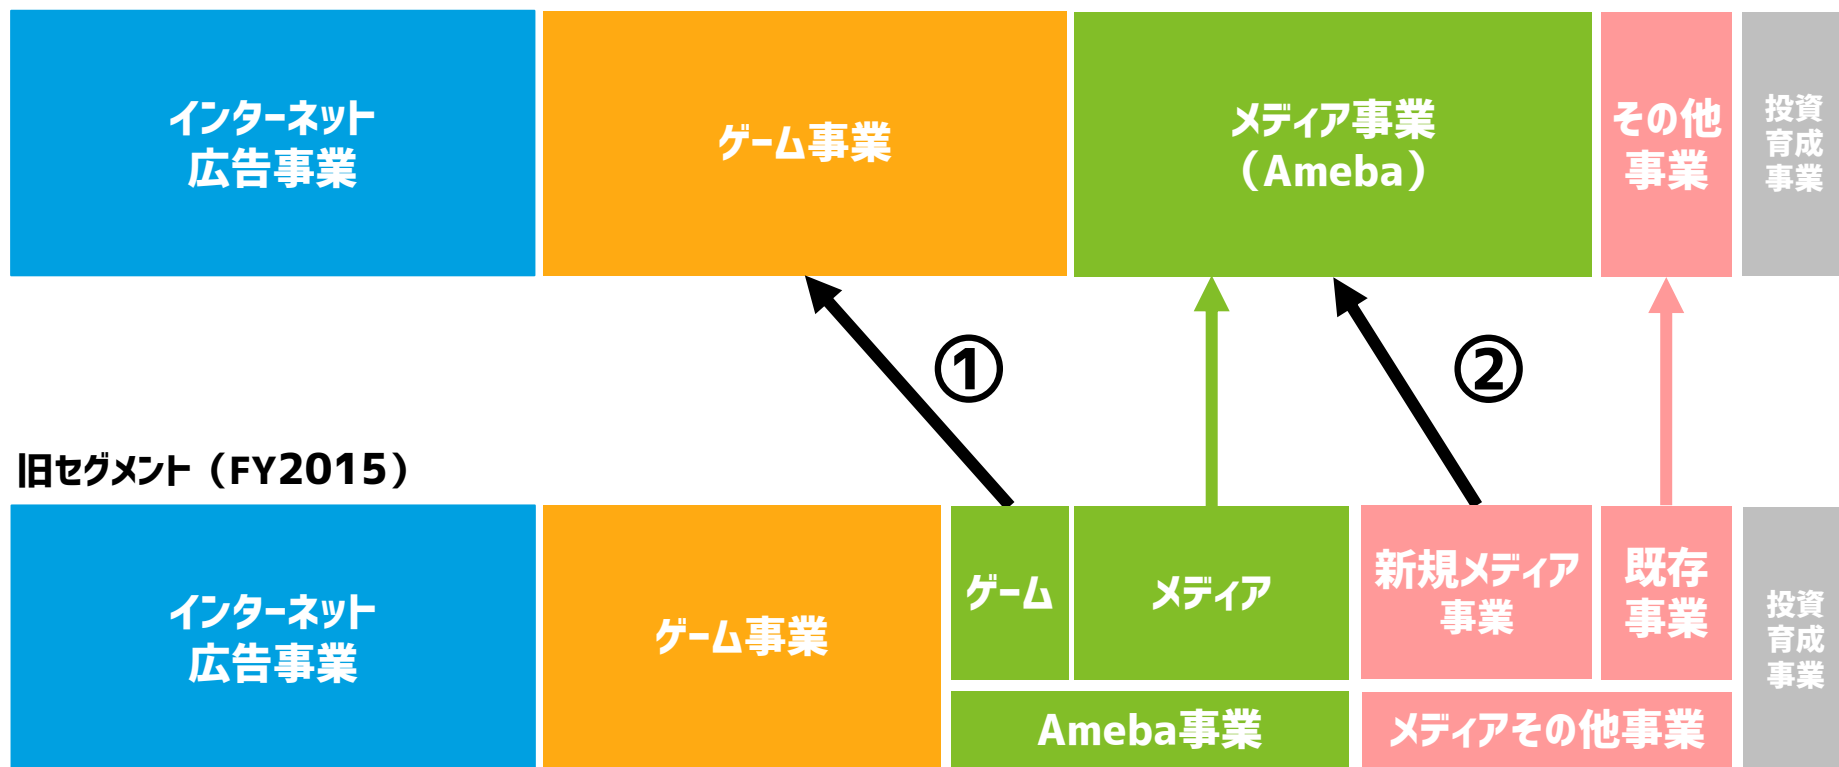 インターネット
広告事業
ゲーム事業
メディア事業
（Ameba）
その他
事業
投資
育成
事業
①
②
旧セグメント（FY2015）
インターネット
広告事業
ゲーム事業
ゲーム
メディア
新規メディア
事業
既存
事業
投資
育成
事業
Ameba事業
メディアその他事業